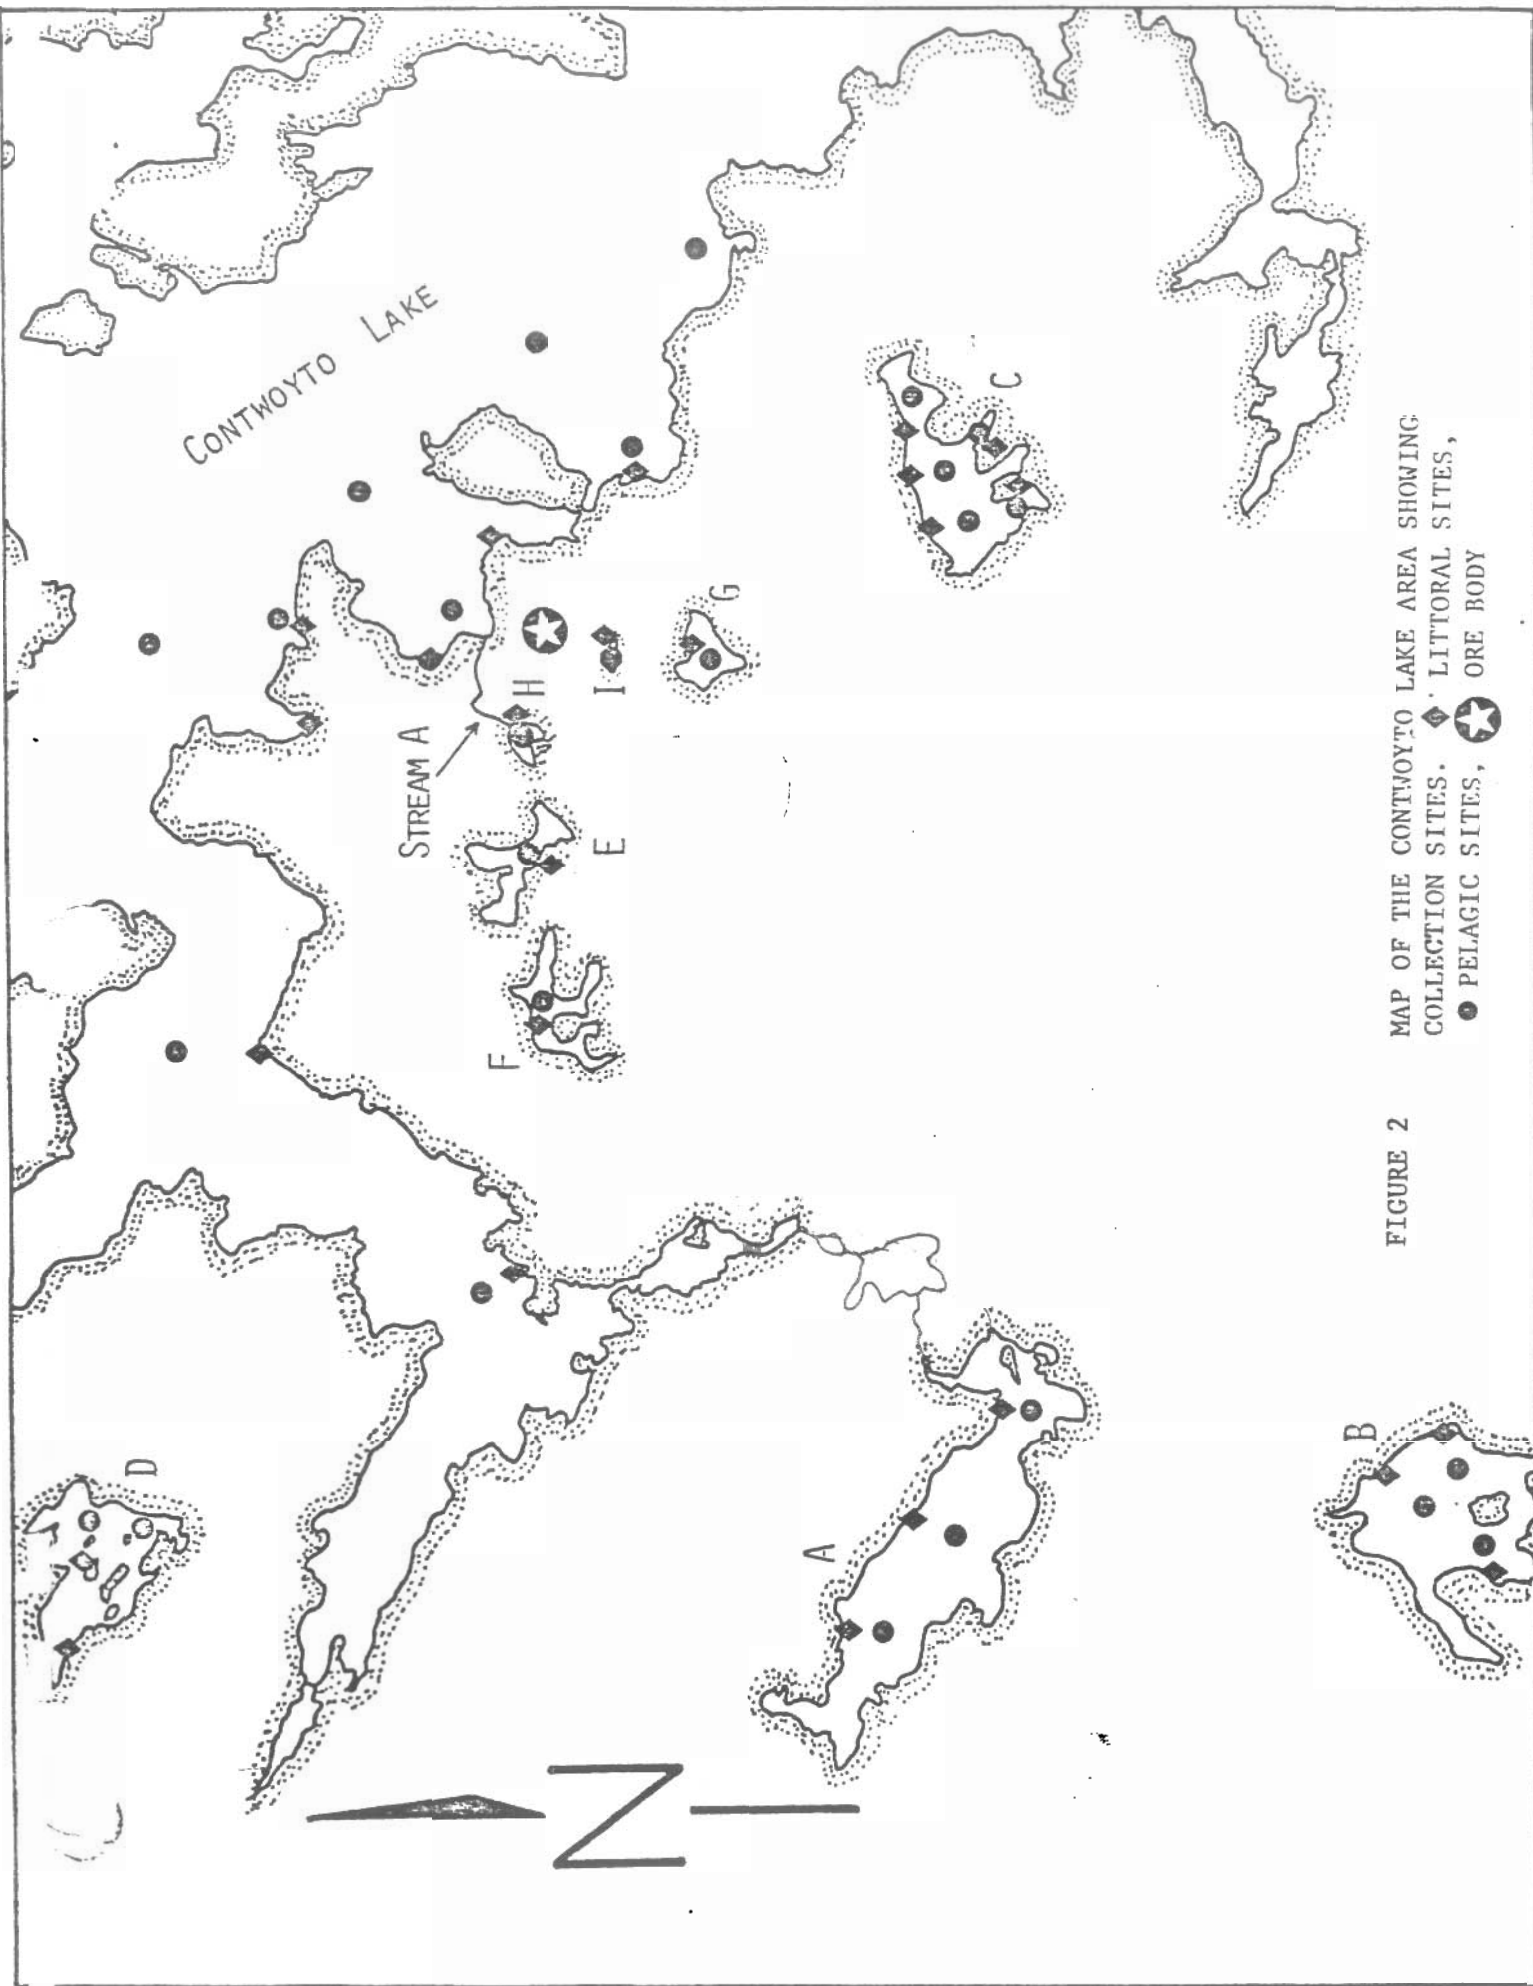 CONTWOYTO LAKE
D
STREAM A
H
I
G
E
F
C
A
B
N
FIGURE 2 MAP OF THE CONTWOYTO LAKE AREA SHOWING
COLLECTION SITES. LITTORAL SITES,
PELAGIC SITES, ORE BODY